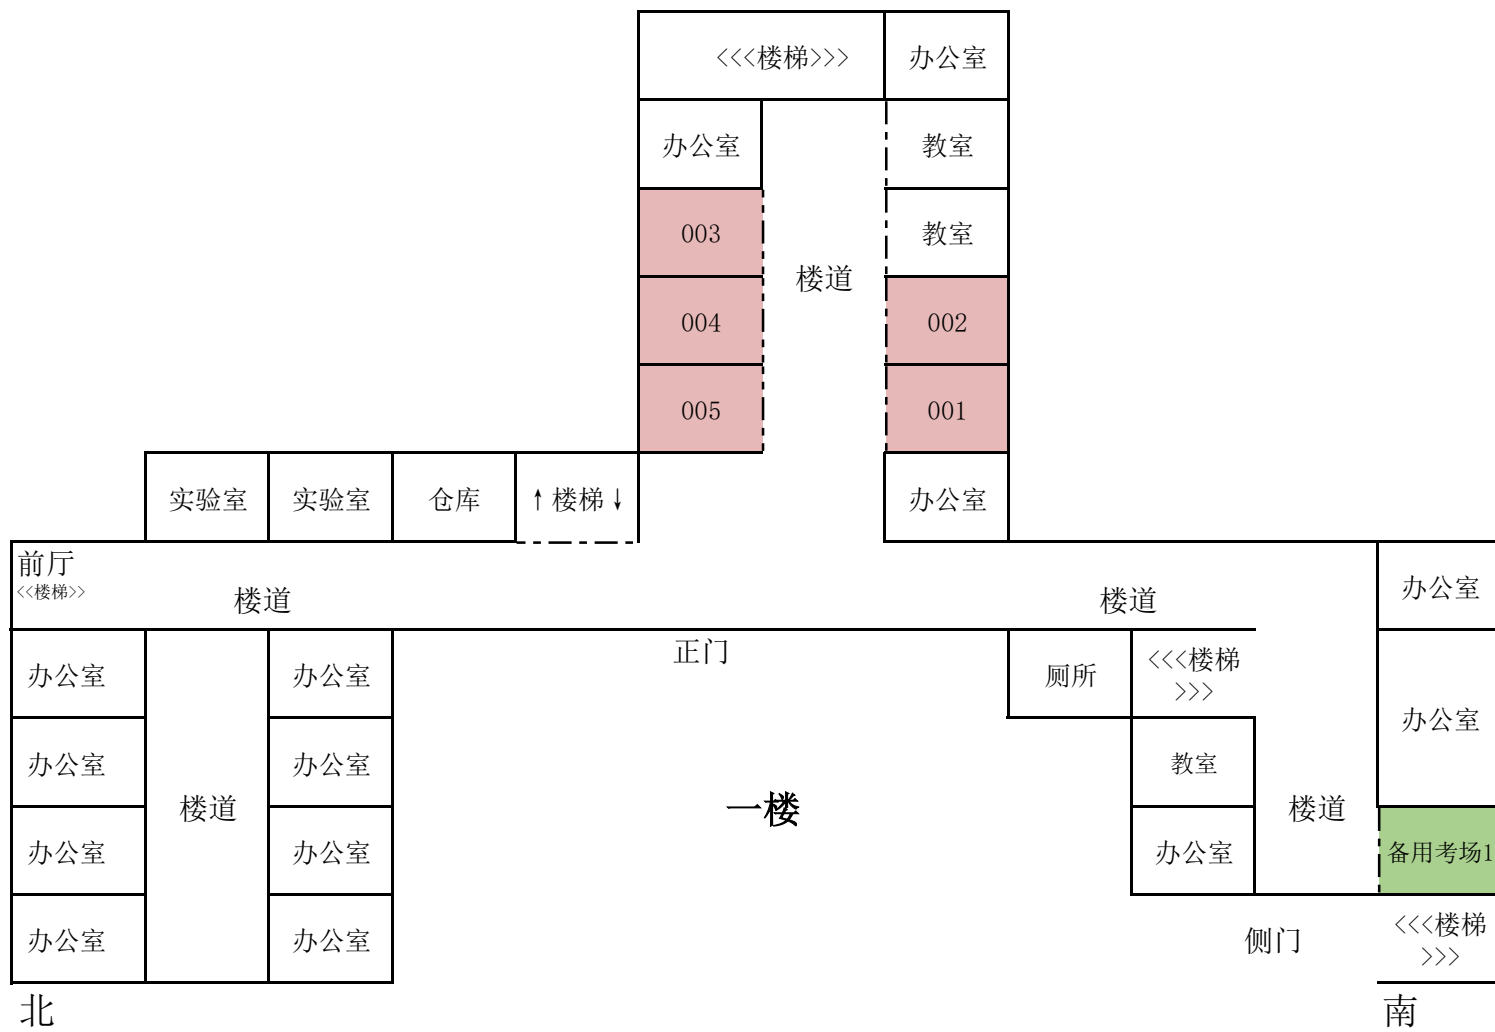 <<<楼梯>>>
办公室
办公室
教室
003
教室
楼道
004
002
005
001
实验室
实验室
仓库
↑楼梯↓
办公室
前厅
<<楼梯>>
楼道
楼道
办公室
正门
办公室
办公室
厕所
<<<楼梯
>>>
办公室
办公室
办公室
教室
楼道
一楼
楼道
办公室
办公室
办公室
备用考场1
办公室
办公室
侧门
<<<楼梯
>>>
北
南